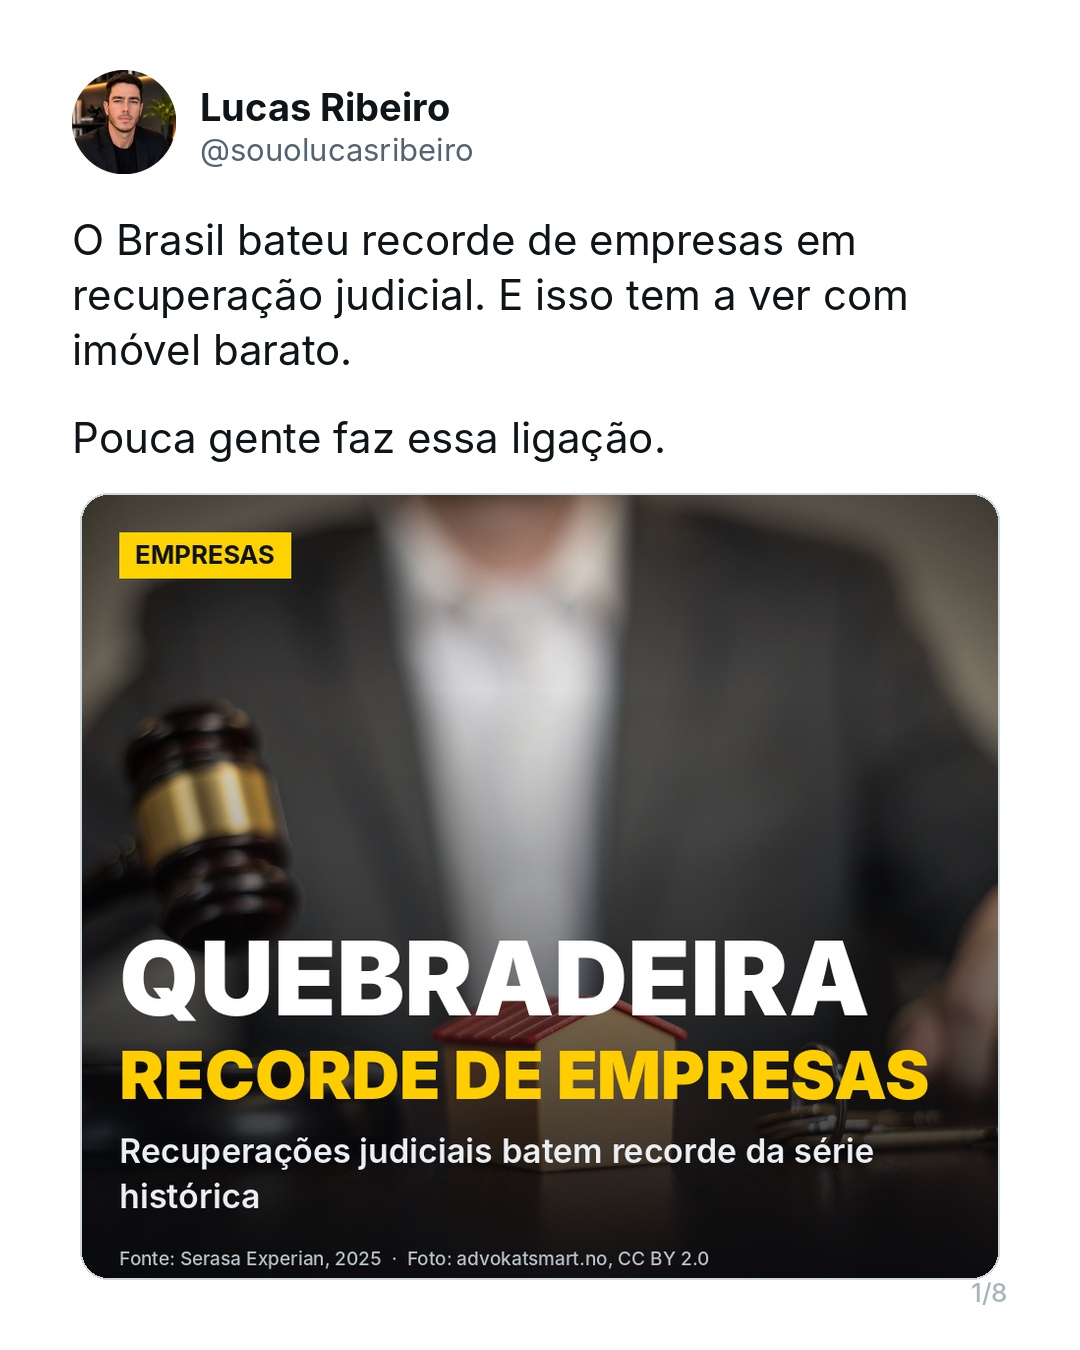 Lucas Ribeiro
@souolucasribeiro
O Brasil bateu recorde de empresas em
recuperação judicial. E isso tem a ver com
imóvel barato.
Pouca gente faz essa ligação.
EMPRESAS
QUEBRADEIRA
RECORDE DE EMPRESAS
Recuperações judiciais batem recorde da série
histórica
Fonte: Serasa Experian, 2025 · Foto: advokatsmart.no, CC BY 2.0
1/8